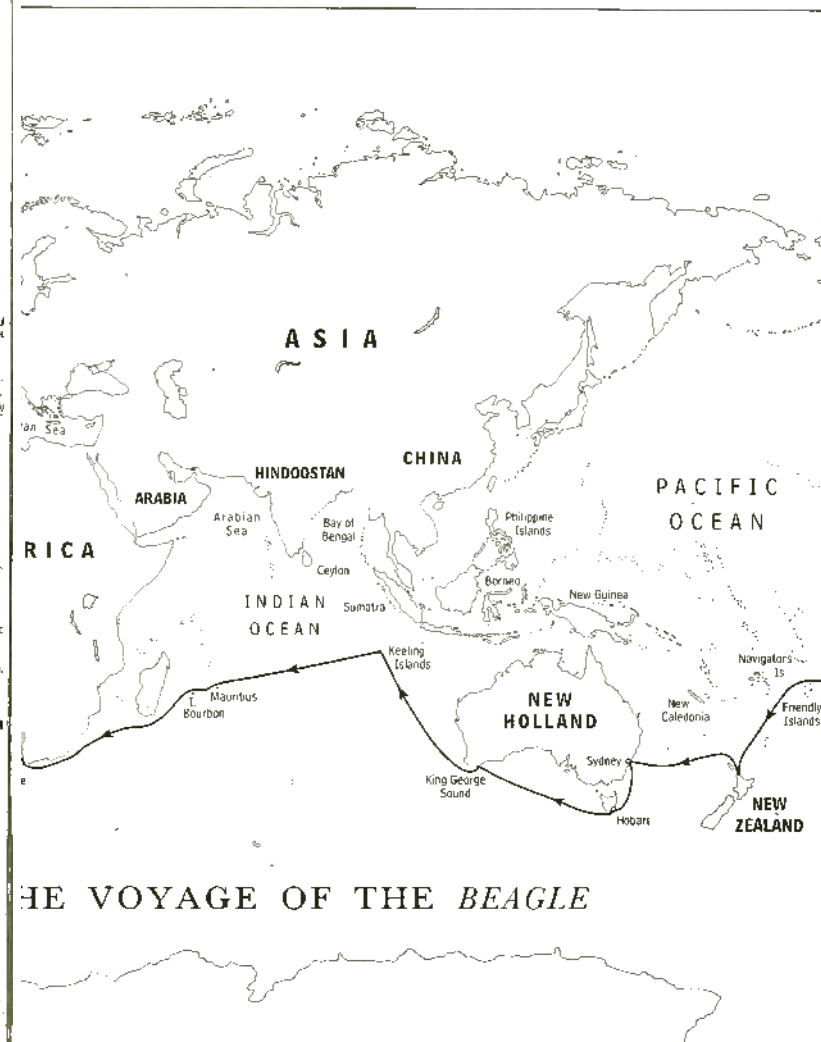 ASIA
an Sea
CHINA
HINDOOSTAN
ARABIA
PACIFIC
OCEAN
Arabian
Sea
Bay of
Bengal
Philippine
Islands
RICA
Ceylon
Borneo
New Guinea
INDIAN
OCEAN
Sumatra
Keeling
Islands
Navigators
Is
Mauritius
I.
Bourbon
NEW
HOLLAND
New
Caledonia
Friendly
Islands
Sydney
King George
Sound
e
Hobart
NEW
ZEALAND
HE VOYAGE OF THE BEAGLE